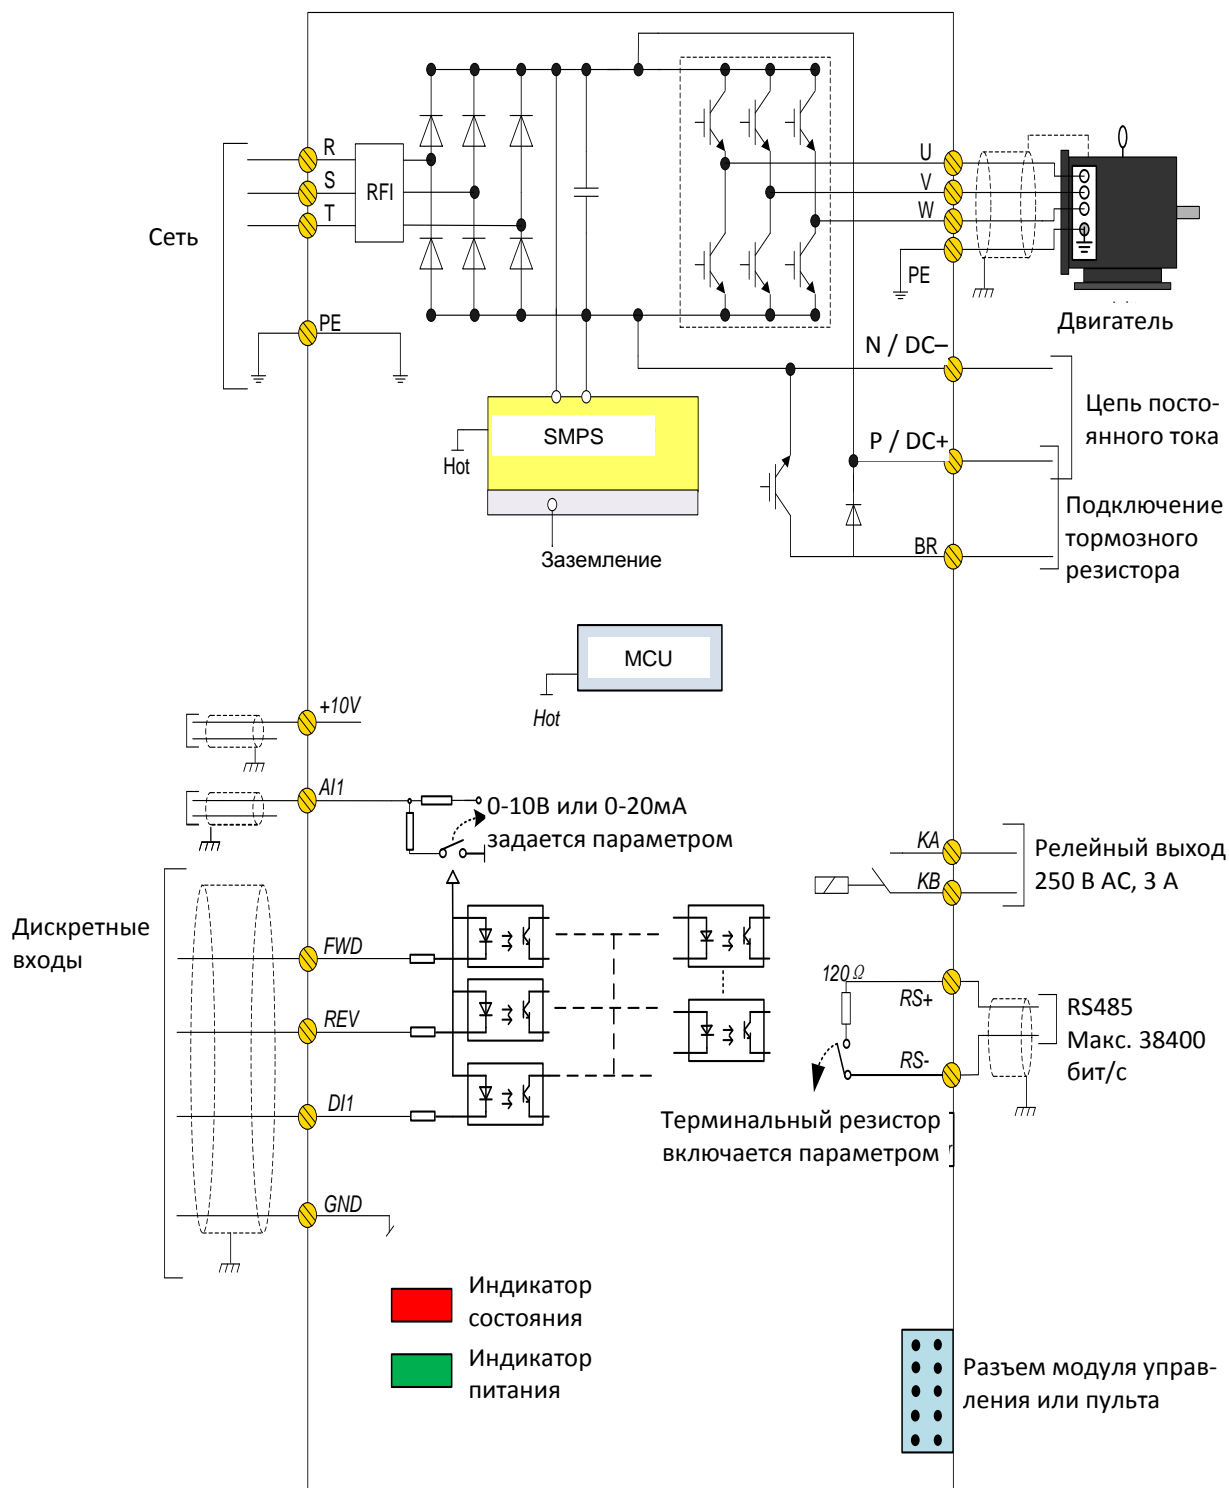 R
S
T
RFI
Сеть
PE
U
V
W
PE
Двигатель
N / DC–
Цепь посто-
янного тока
P / DC+
SMPS
Hot
Заземление
Подключение
тормозного
резистора
BR
MCU
Hot
+10V
AI1
0-10В или 0-20мА
задается параметром
KA
KB
Релейный выход
250 В AC, 3 А
Дискретные
входы
FWD
REV
DI1
GND
120Ω
RS+
RS-
RS485
Макс. 38400
бит/с
Терминальный резистор
включается параметром
Индикатор
состояния
Индикатор
питания
Разъем модуля управ-
ления или пульта